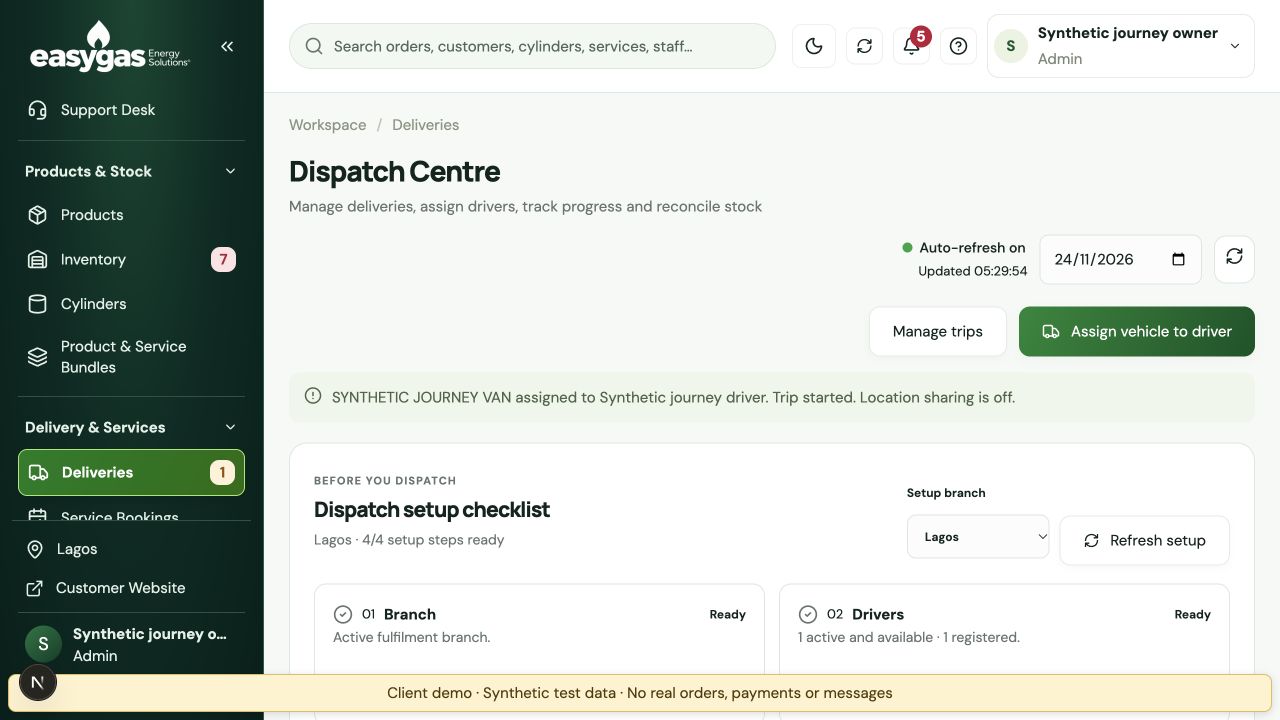 easygas Energy Solutions
Support Desk
Products & Stock
Products
Inventory 7
Cylinders
Product & Service
Bundles
Delivery & Services
Deliveries 1
Service Bookings
Lagos
Customer Website
S Synthetic journey o...
Admin
N
Search orders, customers, cylinders, services, staff...
5
S Synthetic journey owner
Admin
Workspace / Deliveries
Dispatch Centre
Manage deliveries, assign drivers, track progress and reconcile stock
Auto-refresh on
Updated 05:29:54
24/11/2026
Manage trips
Assign vehicle to driver
SYNTHETIC JOURNEY VAN assigned to Synthetic journey driver. Trip started. Location sharing is off.
BEFORE YOU DISPATCH
Dispatch setup checklist
Lagos · 4/4 setup steps ready
Setup branch
Lagos
Refresh setup
01 Branch Ready
Active fulfilment branch.
02 Drivers Ready
1 active and available · 1 registered.
Client demo · Synthetic test data · No real orders, payments or messages